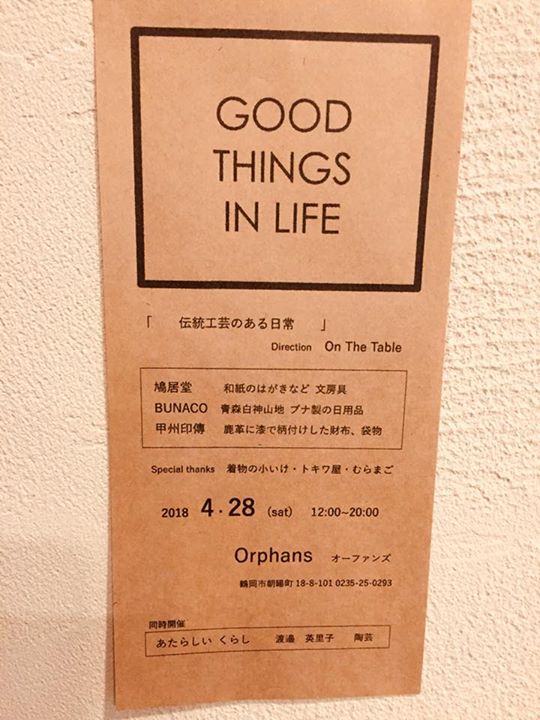 GOOD
THINGS
IN LIFE
「　伝統工芸のある日常　」
Direction On The Table
鳩居堂 和紙のはがきなど 文房具
BUNACO 青森白神山地 ブナ製の日用品
甲州印傳 鹿革に漆で柄付けした財布、袋物
Special thanks 着物の小いけ・トキワ屋・むらまご
2018 4・28 (sat) 12:00~20:00
Orphans オーファンズ
鶴岡市朝暘町 18-8-101 0235-25-0293
同時開催
あたらしい くらし 渡邉 英里子 陶芸